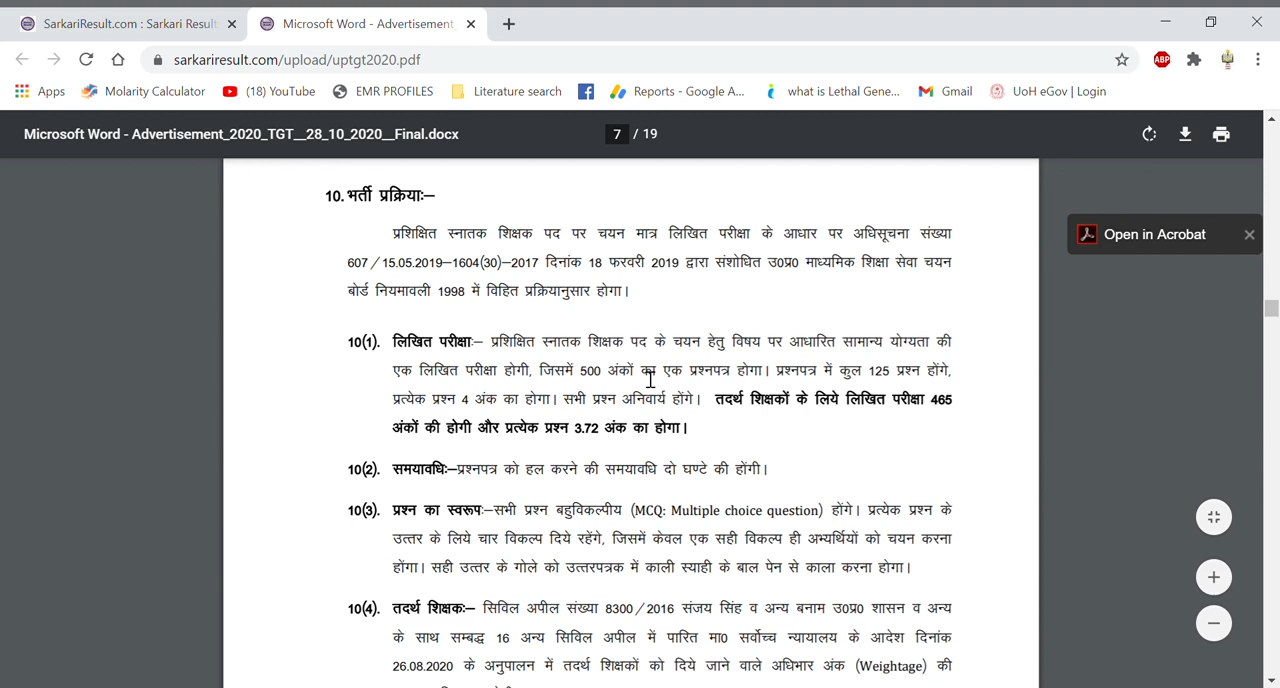 SarkariResult.com : Sarkari Result
Microsoft Word - Advertisement_
sarkariresult.com/upload/uptgt2020.pdf
ABP
Apps
Molarity Calculator
(18) YouTube
EMR PROFILES
Literature search
Reports - Google A...
what is Lethal Gene...
Gmail
UoH eGov | Login
Microsoft Word - Advertisement_2020_TGT__28_10_2020__Final.docx
7 / 19
Open in Acrobat
10. भर्ती प्रक्रियाः–
प्रशिक्षित स्नातक शिक्षक पद पर चयन मात्र लिखित परीक्षा के आधार पर अधिसूचना संख्या
607/15.05.2019–1604(30)–2017 दिनांक 18 फरवरी 2019 द्वारा संशोधित उ0प्र0 माध्यमिक शिक्षा सेवा चयन
बोर्ड नियमावली 1998 में विहित प्रक्रियानुसार होगा।
10(1). लिखित परीक्षाः– प्रशिक्षित स्नातक शिक्षक पद के चयन हेतु विषय पर आधारित सामान्य योग्यता की
एक लिखित परीक्षा होगी, जिसमें 500 अंकों का एक प्रश्नपत्र होगा। प्रश्नपत्र में कुल 125 प्रश्न होंगे,
प्रत्येक प्रश्न 4 अंक का होगा। सभी प्रश्न अनिवार्य होंगे। तदर्थ शिक्षकों के लिये लिखित परीक्षा 465
अंकों की होगी और प्रत्येक प्रश्न 3.72 अंक का होगा।
10(2). समयावधिः–प्रश्नपत्र को हल करने की समयावधि दो घण्टे की होंगी।
10(3). प्रश्न का स्वरूपः–सभी प्रश्न बहुविकल्पीय (MCQ: Multiple choice question) होंगे। प्रत्येक प्रश्न के
उत्तर के लिये चार विकल्प दिये रहेंगे, जिसमें केवल एक सही विकल्प ही अभ्यर्थियों को चयन करना
होंगा। सही उत्तर के गोले को उत्तरपत्रक में काली स्याही के बाल पेन से काला करना होगा।
10(4). तदर्थ शिक्षकः– सिविल अपील संख्या 8300/2016 संजय सिंह व अन्य बनाम उ0प्र0 शासन व अन्य
के साथ सम्बद्ध 16 अन्य सिविल अपील में पारित मा0 सर्वोच्च न्यायालय के आदेश दिनांक
26.08.2020 के अनुपालन में तदर्थ शिक्षकों को दिये जाने वाले अधिभार अंक (Weightage) की